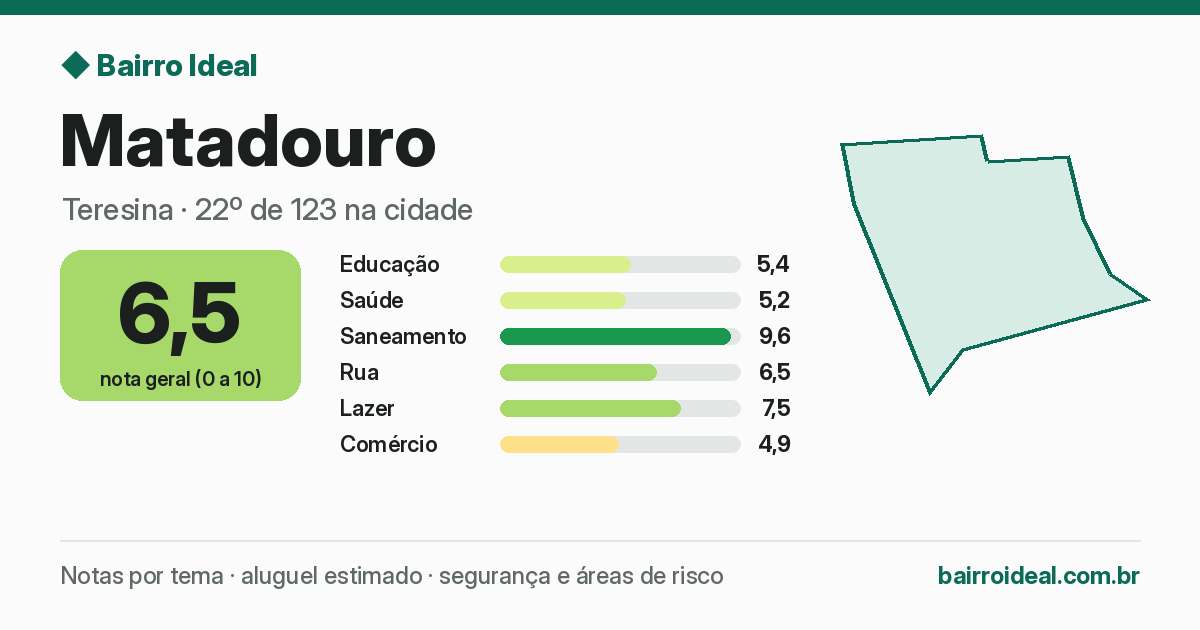 Bairro Ideal
Matadouro
Teresina · 22º de 123 na cidade
6,5
nota geral (0 a 10)
Educação 5,4
Saúde 5,2
Saneamento 9,6
Rua 6,5
Lazer 7,5
Comércio 4,9
Notas por tema · aluguel estimado · segurança e áreas de risco
bairroideal.com.br